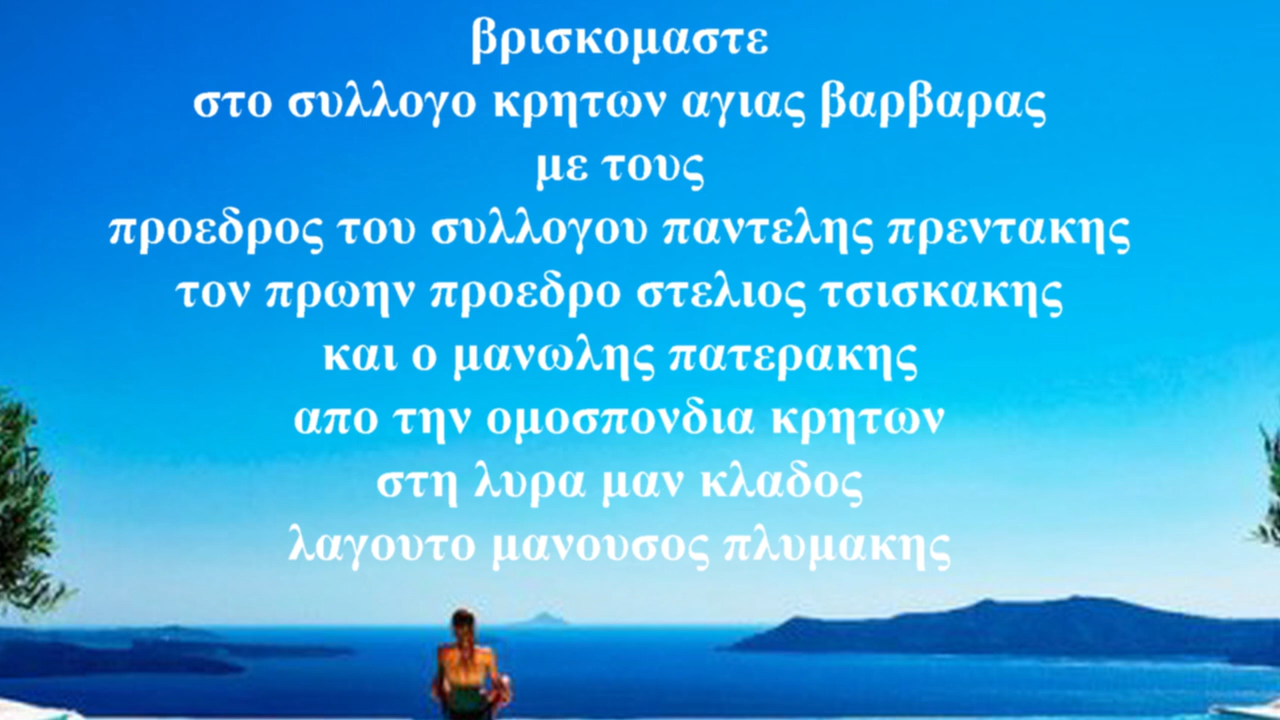 βρισκομαστε
στο συλλογο κρητων αγιας βαρβαρας
με τους
προεδρος του συλλογου παντελης πρεντακης
τον πρωην προεδρο στελιος τσισκακης
και ο μανωλης πατερακης
απο την ομοσπονδια κρητων
στη λυρα μαν κλαδος
λαγουτο μανουσος πλυμακης